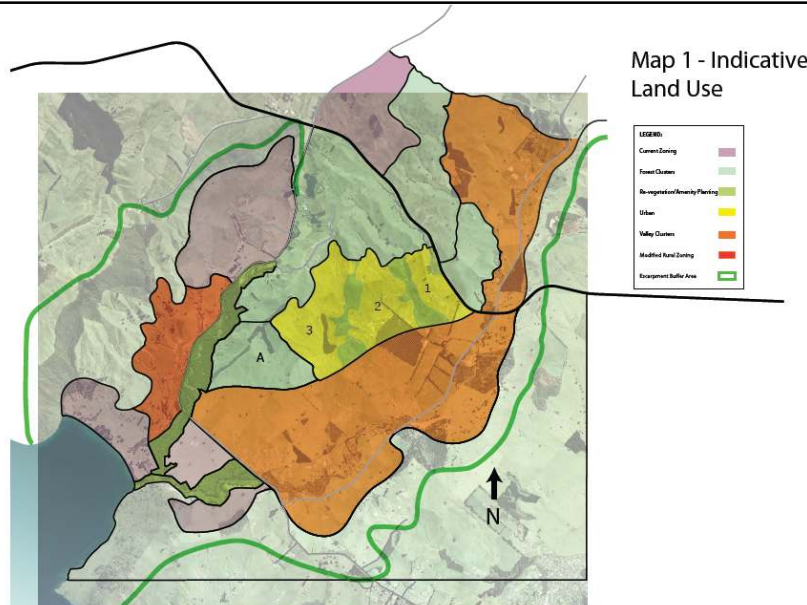 Map 1 - Indicative
Land Use
LEGEND:
Current Zoning
Forest Clusters
Re-vegetation/Amenity Planting
Urban
Valley Clusters
Modified Rural Zoning
Escarpment Buffer Area
1
2
3
A
N